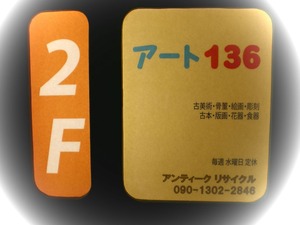 2F
アート136
古美術・骨董・絵画・彫刻
古本・版画・花器・食器
毎週 水曜日 定休
アンティーク リサイクル
090-1302-2846